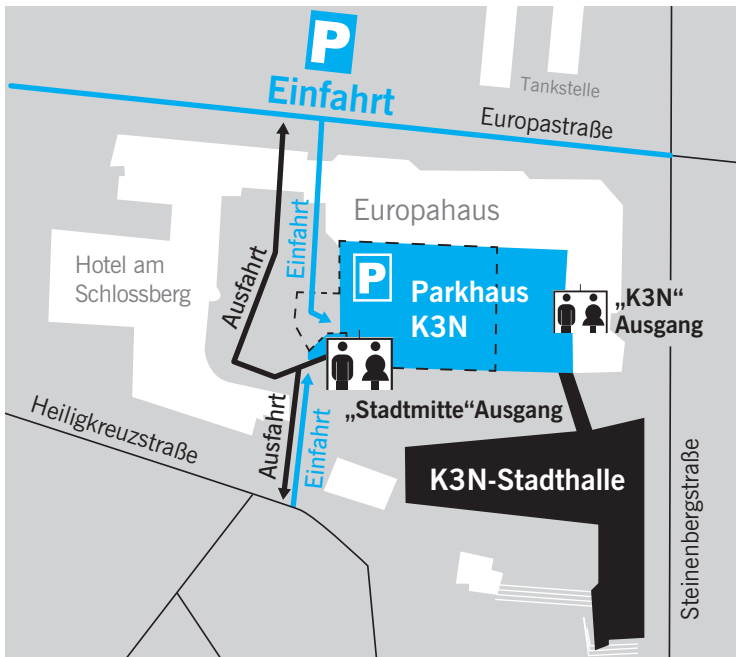 P
Einfahrt
Tankstelle
Europastraße
Europahaus
Einfahrt
Ausfahrt
Hotel am
Schlossberg
P
Parkhaus
K3N
„K3N“
Ausgang
„Stadtmitte“Ausgang
Heiligkreuzstraße
Ausfahrt
Einfahrt
K3N-Stadthalle
Steinenbergstraße